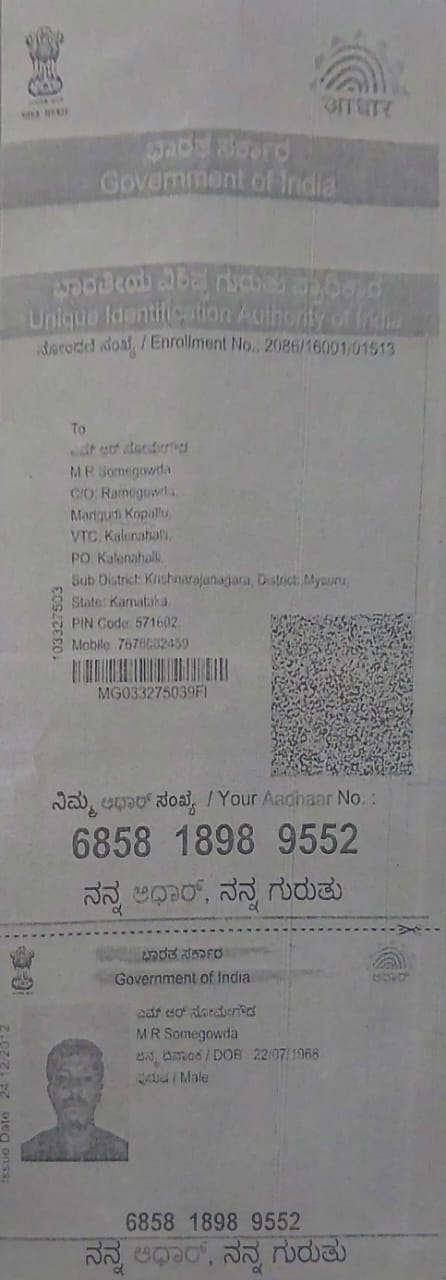 आधार
ಭಾರತ ಸರ್ಕಾರ
Government of India
ಭಾರತೀಯ ವಿಶಿಷ್ಟ ಗುರುತು ಪ್ರಾಧಿಕಾರ
Unique Identification Authority of India
ನೋಂದಣಿ ಸಂಖ್ಯೆ / Enrollment No.. 2086/16001/01513
To
ಎಮ್ ಆರ್ ಸೋಮೇಗೌಡ
M R Somegowda
C/O: Ramegowda,
Marigudi Kopallu,
VTC: Kalenahalli,
PO: Kalenahalli,
Sub District: Krishnarajanagara, District: Mysuru,
State: Karnataka,
PIN Code: 571602,
Mobile:
103327503
MG033275039FI
ನಿಮ್ಮ ಆಧಾರ್ ಸಂಖ್ಯೆ / Your Aadhaar No. :
6858 1898 9552
ನನ್ನ ಆಧಾರ್, ನನ್ನ ಗುರುತು
ಭಾರತ ಸರ್ಕಾರ
Government of India
ಆಧಾರ್
ಎಮ್ ಆರ್ ಸೋಮೇಗೌಡ
M R Somegowda
ಜನ್ಮ ದಿನಾಂಕ / DOB 22/07/1968
ಪುರುಷ / Male
Issue Date 24/12/2012
6858 1898 9552
ನನ್ನ ಆಧಾರ್, ನನ್ನ ಗುರುತು